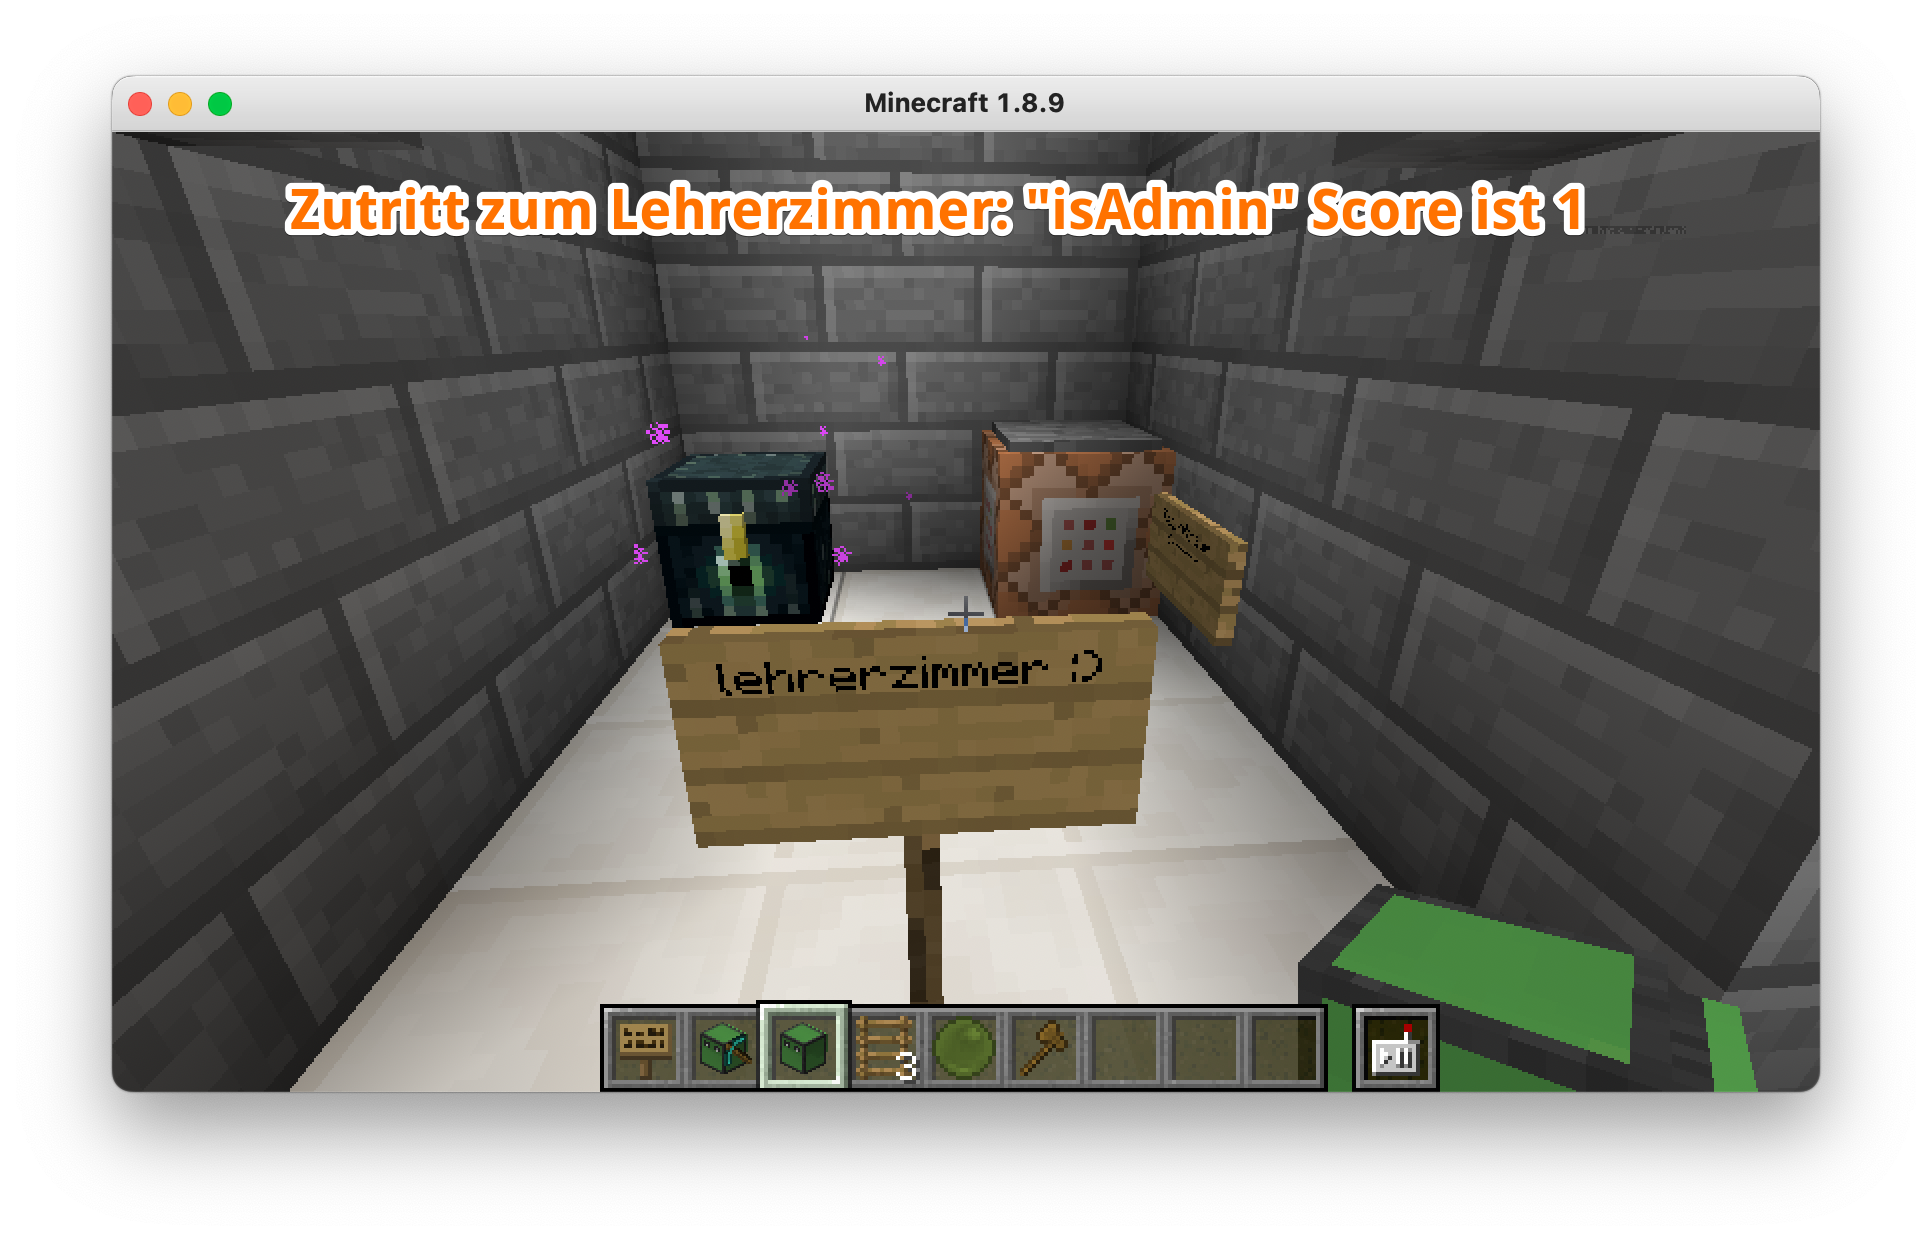 Minecraft 1.8.9
Zutritt zum Lehrerzimmer: "isAdmin" Score ist 1
lehrerzimmer :)
3